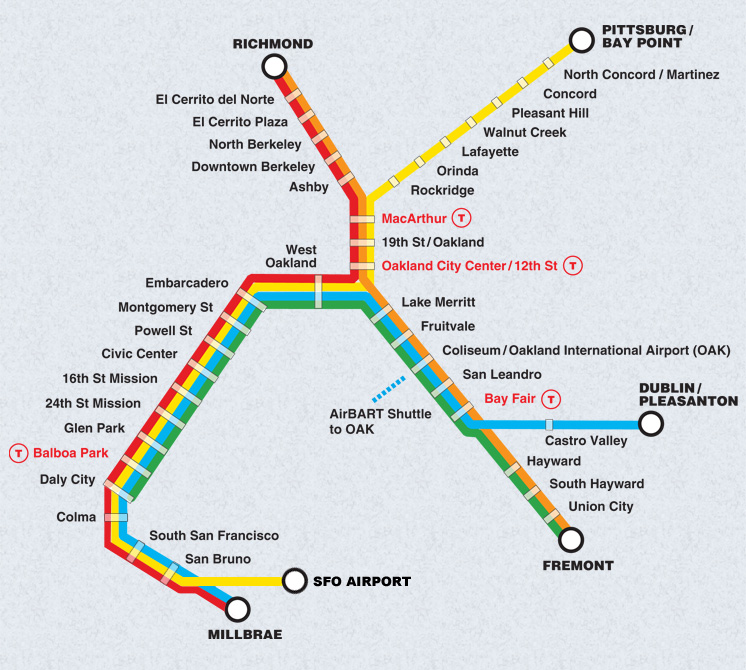 RICHMOND
PITTSBURG /
BAY POINT
El Cerrito del Norte
El Cerrito Plaza
North Berkeley
Downtown Berkeley
Ashby
North Concord / Martinez
Concord
Pleasant Hill
Walnut Creek
Lafayette
Orinda
Rockridge
MacArthur T
19th St / Oakland
Oakland City Center / 12th St T
West
Oakland
Embarcadero
Montgomery St
Powell St
Civic Center
16th St Mission
24th St Mission
Glen Park
T Balboa Park
Daly City
Colma
South San Francisco
San Bruno
SFO AIRPORT
MILLBRAE
Lake Merritt
Fruitvale
Coliseum / Oakland International Airport (OAK)
San Leandro
Bay Fair T
AirBART Shuttle
to OAK
DUBLIN /
PLEASANTON
Castro Valley
Hayward
South Hayward
Union City
FREMONT